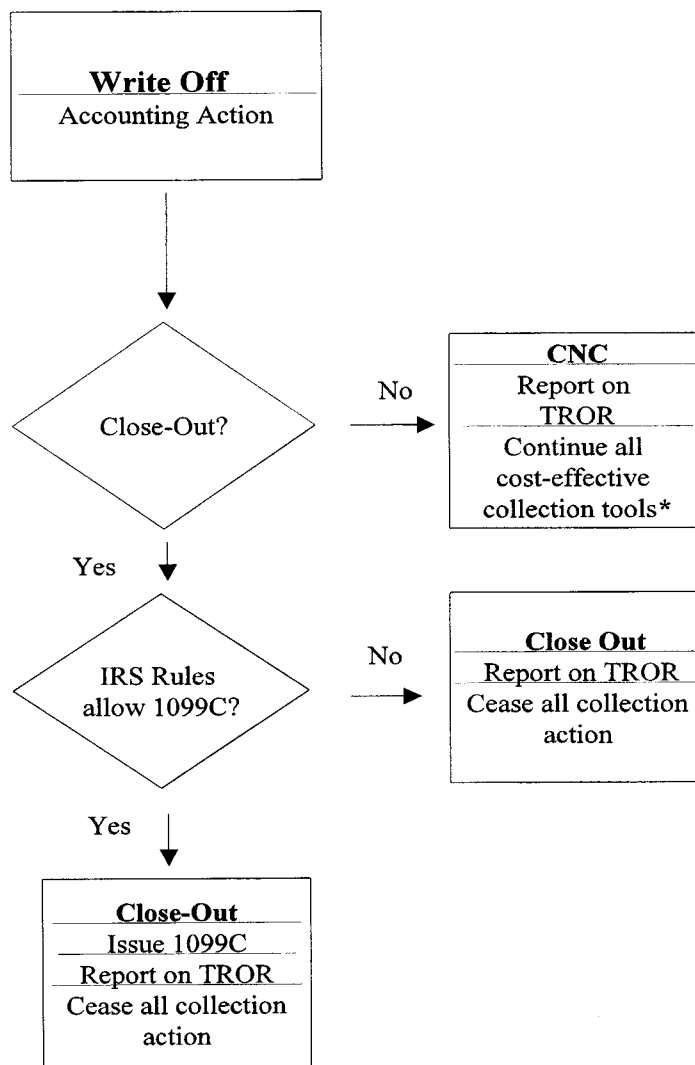 Write Off
Accounting Action
Close-Out?
No
CNC
Report on
TROR
Continue all
cost-effective
collection tools*
Yes
IRS Rules
allow 1099C?
No
Close Out
Report on TROR
Cease all collection
action
Yes
Close-Out
Issue 1099C
Report on TROR
Cease all collection
action